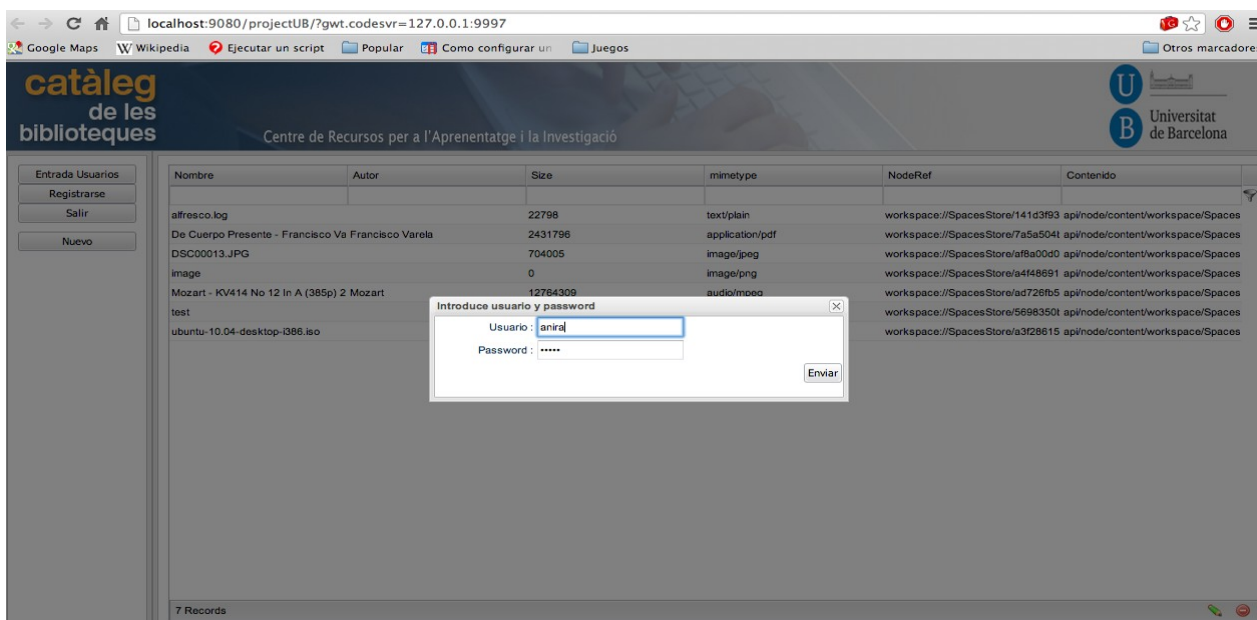 localhost:9080/projectUB/?gwt.codesvr=127.0.0.1:9997
Google Maps W Wikipedia Ejecutar un script Popular Como configurar un Juegos Otros marcadores
catàleg
de les
biblioteques
Centre de Recursos per a l'Aprenentatge i la Investigació
U
B
Universitat
de Barcelona
Entrada Usuarios
Registrarse
Salir
Nuevo
Nombre Autor Size mimetype NodeRef Contenido
alfresco.log 22798 text/plain workspace://SpacesStore/141d3f93 api/node/content/workspace/Spaces
De Cuerpo Presente - Francisco Va Francisco Varela 2431796 application/pdf workspace://SpacesStore/7a5a504b api/node/content/workspace/Spaces
DSC00013.JPG 704005 image/jpeg workspace://SpacesStore/af8a00d0 api/node/content/workspace/Spaces
image 0 image/png workspace://SpacesStore/a4f48691 api/node/content/workspace/Spaces
Mozart - KV414 No 12 In A (385p) 2 Mozart 12764309 audio/mpeg workspace://SpacesStore/ad726fb5 api/node/content/workspace/Spaces
test workspace://SpacesStore/5698350b api/node/content/workspace/Spaces
ubuntu-10.04-desktop-i386.iso workspace://SpacesStore/a3f28615 api/node/content/workspace/Spaces
Introduce usuario y password
Usuario : anira
Password : •••••
Enviar
7 Records